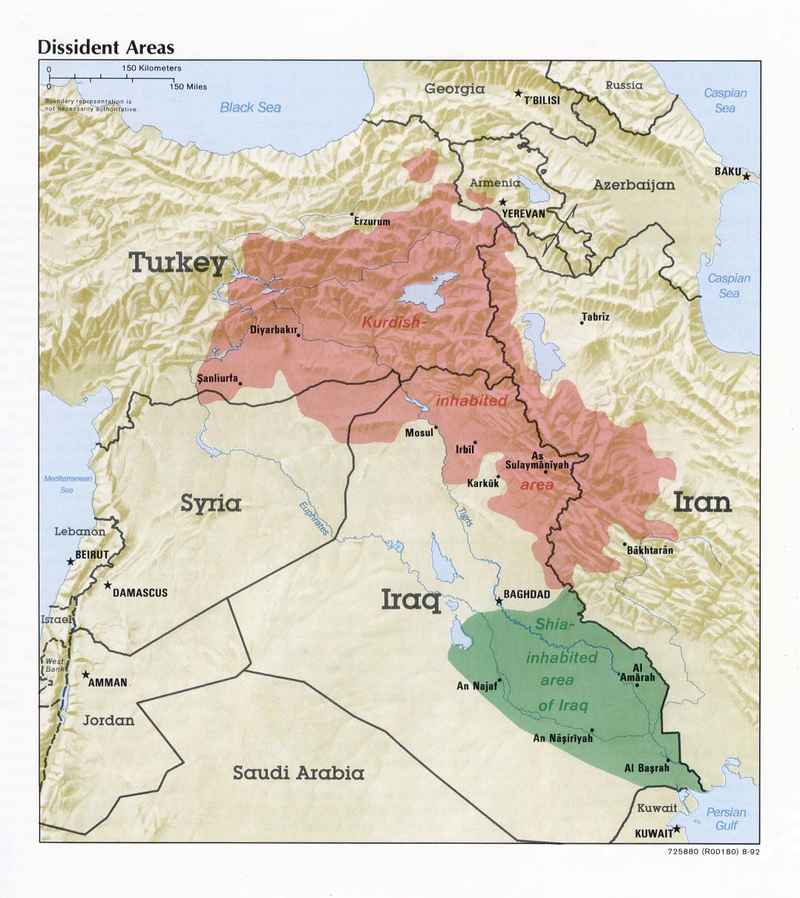 Dissident Areas
0 150 Kilometers
0 150 Miles
Boundary representation is
not necessarily authoritative.
Black Sea
Georgia
T'BILISI
Russia
Caspian
Sea
Armenia
YEREVAN
Azerbaijan
BAKU
Erzurum
Turkey
Caspian
Sea
Tabrīz
Kurdish-
Diyarbakır
Şanlıurfa
inhabited
Mosul
Irbīl
As
Sulaymānīyah
Karkūk
area
Mediterranean
Sea
Syria
Euphrates
Tigris
Iran
Lebanon
BEIRUT
Bākhtarān
DAMASCUS
Iraq
BAGHDAD
Israel
Shia-
inhabited
area
of Iraq
West
Bank
AMMAN
An Najaf
Al
'Amārah
Jordan
An Nāşirīyah
Saudi Arabia
Al Başrah
Kuwait
Persian
Gulf
KUWAIT
725880 (R00180) 8-92